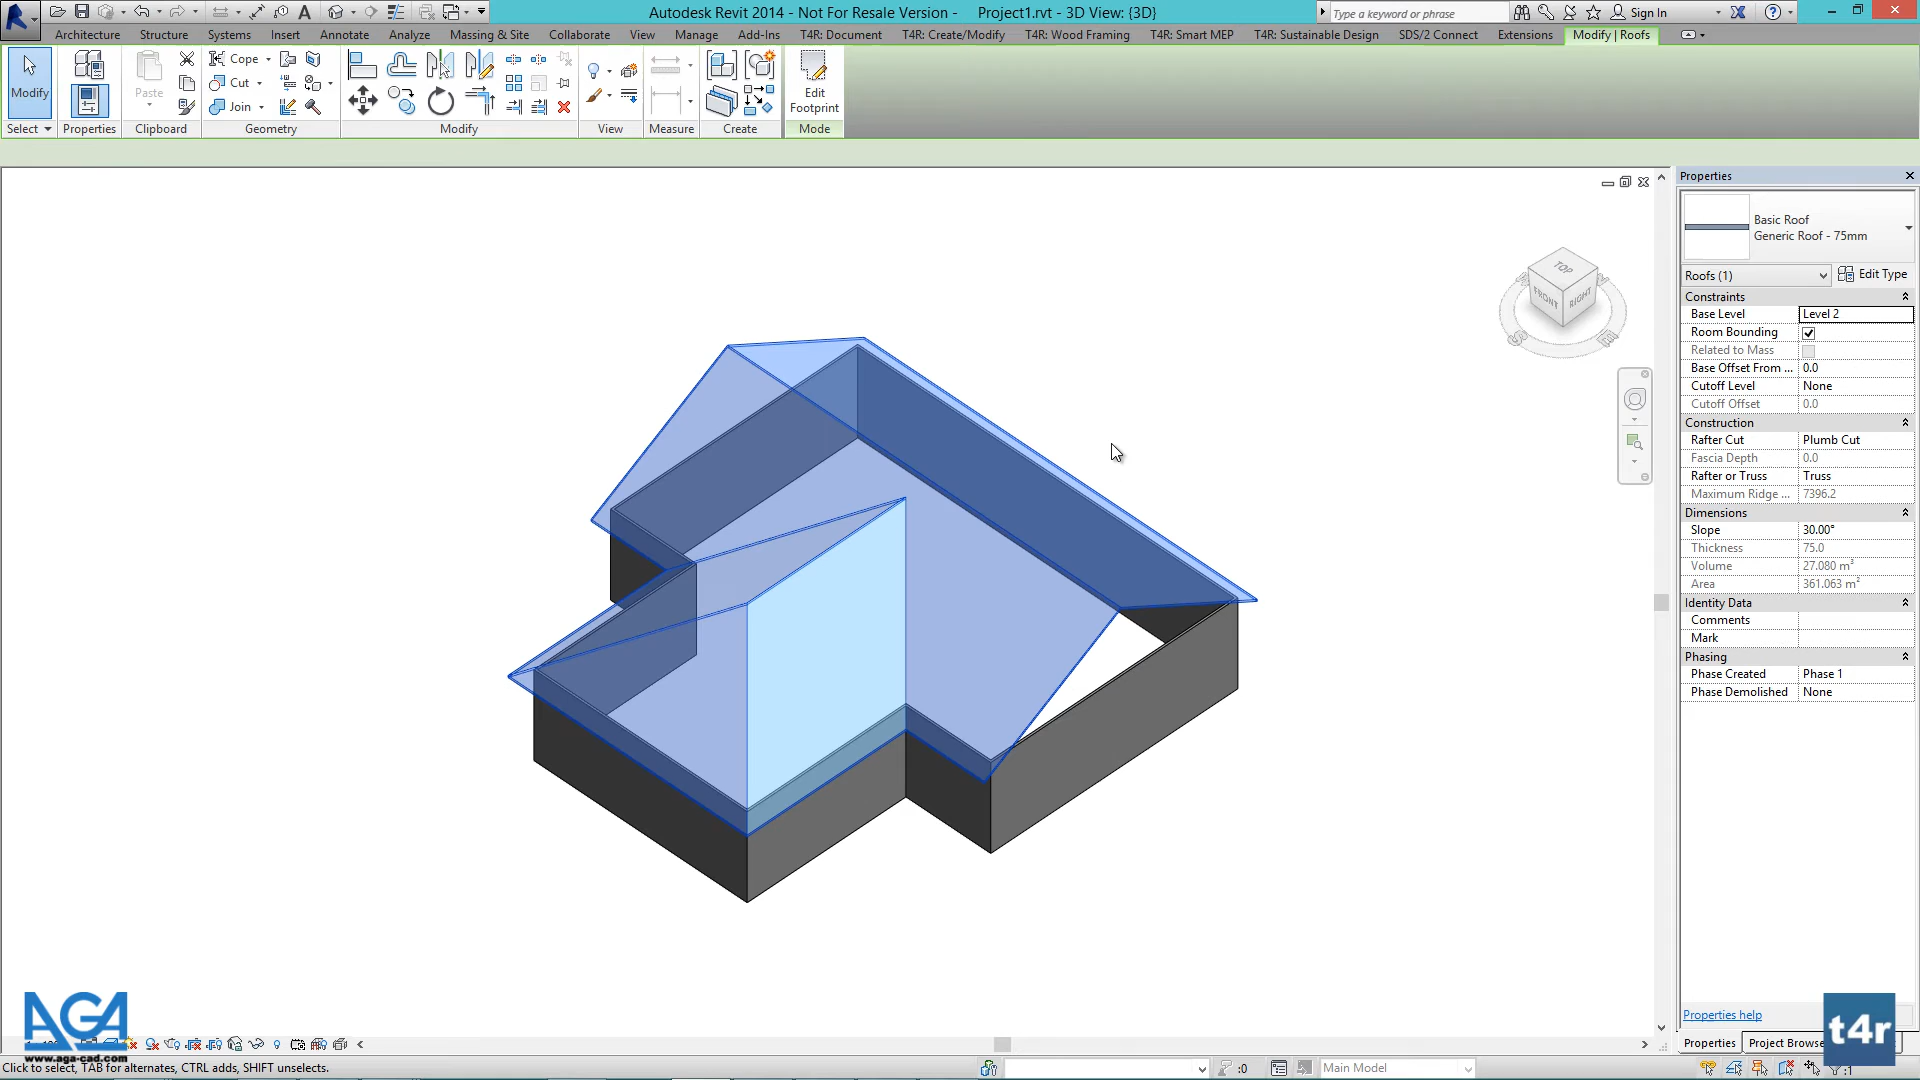 Autodesk Revit 2014 - Not For Resale Version - Project1.rvt - 3D View: {3D}
Type a keyword or phrase
Sign In
Architecture Structure Systems Insert Annotate Analyze Massing & Site Collaborate View Manage Add-Ins T4R: Document T4R: Create/Modify T4R: Wood Framing T4R: Smart MEP T4R: Sustainable Design SDS/2 Connect Extensions Modify | Roofs
Modify
Paste
Cope
Cut
Join
Edit
Footprint
Select Properties Clipboard Geometry Modify View Measure Create Mode
Properties
Basic Roof
Generic Roof - 75mm
Roofs (1) Edit Type
Constraints
Base Level Level 2
Room Bounding
Related to Mass
Base Offset From ... 0.0
Cutoff Level None
Cutoff Offset 0.0
Construction
Rafter Cut Plumb Cut
Fascia Depth 0.0
Rafter or Truss Truss
Maximum Ridge ... 7396.2
Dimensions
Slope 30.00°
Thickness 75.0
Volume 27.080 m³
Area 361.063 m²
Identity Data
Comments
Mark
Phasing
Phase Created Phase 1
Phase Demolished None
TOP
FRONT RIGHT
S E
Properties help
Properties Project Browse
t4r
AGA
www.aga-cad.com
Click to select, TAB for alternates, CTRL adds, SHIFT unselects.
:0
Main Model
:1